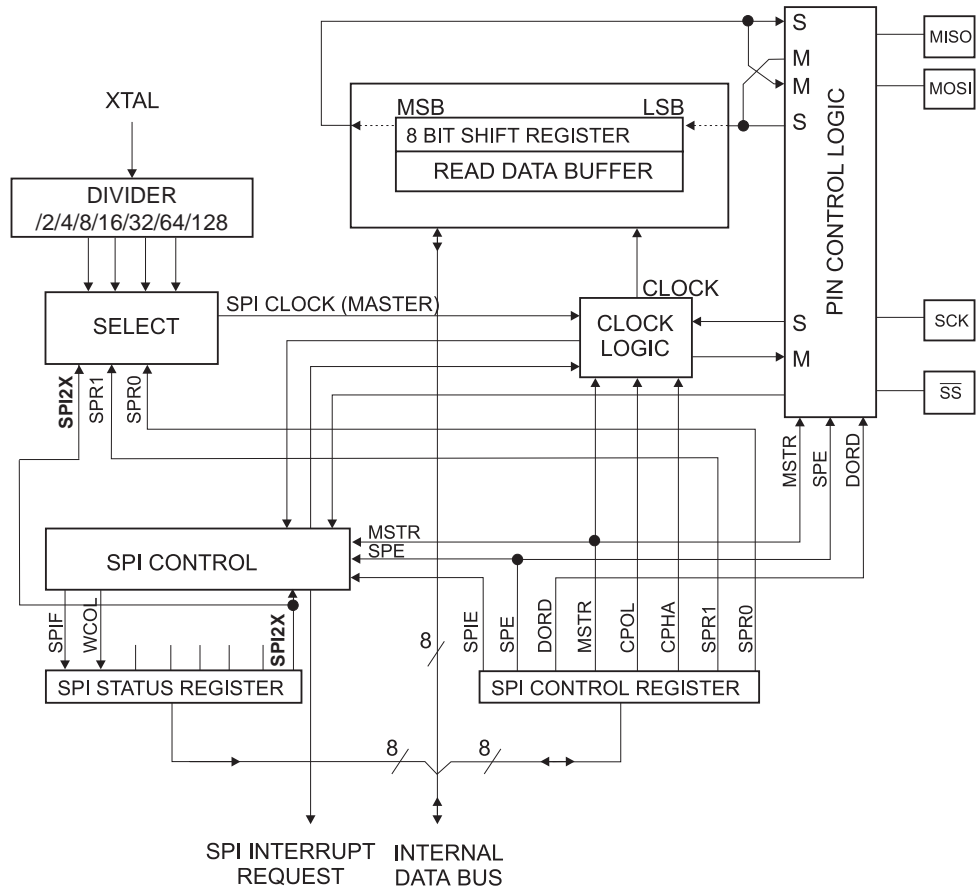 S
MISO
M
M
MOSI
XTAL
MSB
LSB
8 BIT SHIFT REGISTER
S
READ DATA BUFFER
PIN CONTROL LOGIC
DIVIDER
/2/4/8/16/32/64/128
SPI CLOCK (MASTER)
CLOCK
SELECT
CLOCK
LOGIC
S
SCK
M
SPI2X
SPR1
SPR0
SS
MSTR
SPE
DORD
MSTR
SPE
SPI CONTROL
SPIF
WCOL
SPI2X
8
SPIE
SPE
DORD
MSTR
CPOL
CPHA
SPR1
SPR0
SPI STATUS REGISTER
SPI CONTROL REGISTER
8
8
SPI INTERRUPT
REQUEST
INTERNAL
DATA BUS